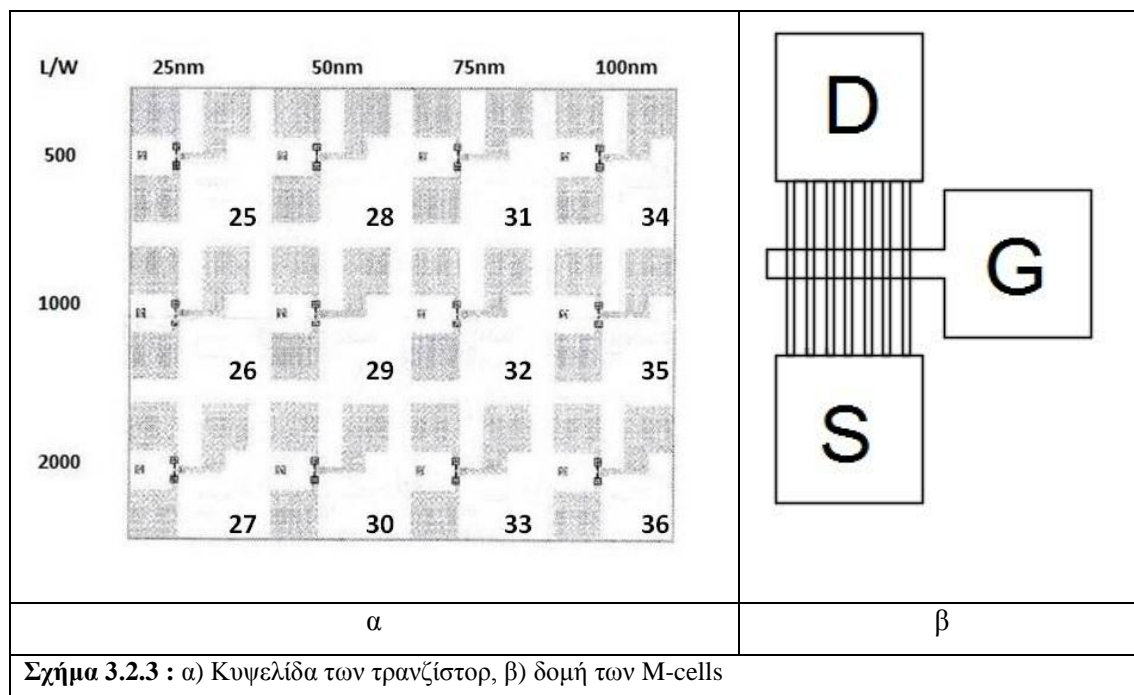 L/W 25nm 50nm 75nm 100nm
500
25 28 31 34
1000
26 29 32 35
2000
27 30 33 36
D
G
S
α β
Σχήμα 3.2.3 : α) Κυψελίδα των τρανζίστορ, β) δομή των M-cells